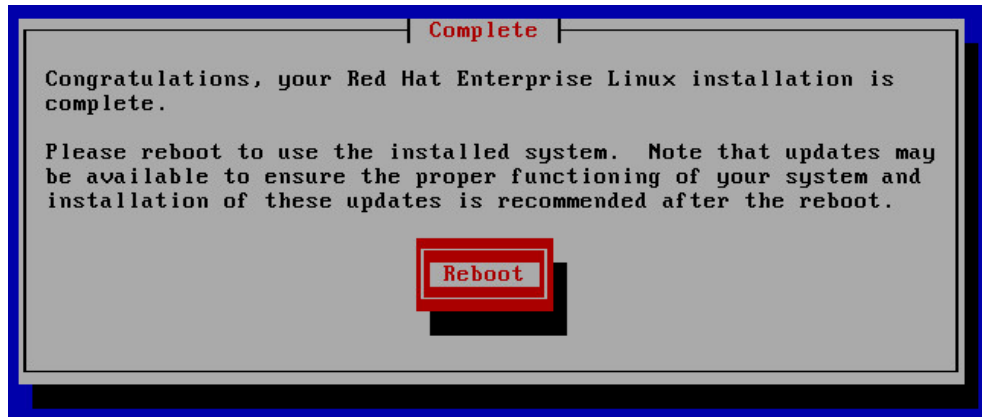 Complete
Congratulations, your Red Hat Enterprise Linux installation is
complete.
Please reboot to use the installed system.  Note that updates may
be available to ensure the proper functioning of your system and
installation of these updates is recommended after the reboot.
Reboot